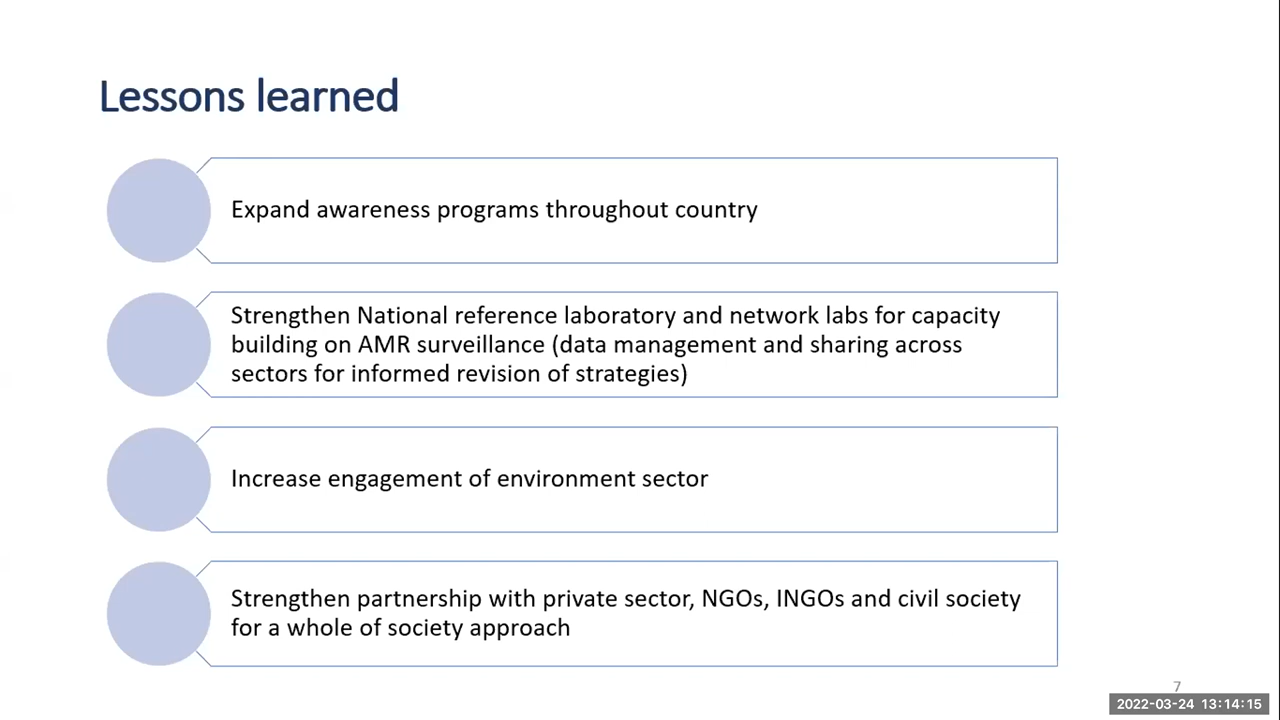 Lessons learned
Expand awareness programs throughout country
Strengthen National reference laboratory and network labs for capacity
building on AMR surveillance (data management and sharing across
sectors for informed revision of strategies)
Increase engagement of environment sector
Strengthen partnership with private sector, NGOs, INGOs and civil society
for a whole of society approach
7
2022-03-24 13:14:15